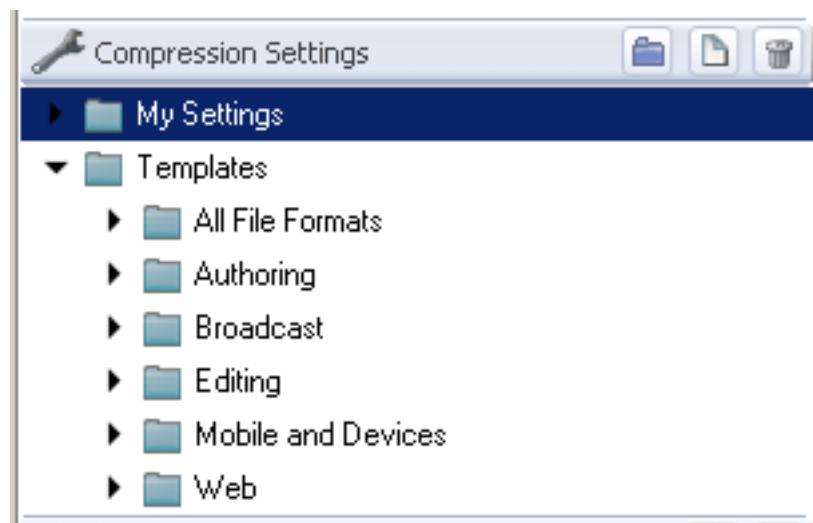 Compression Settings
My Settings
Templates
All File Formats
Authoring
Broadcast
Editing
Mobile and Devices
Web